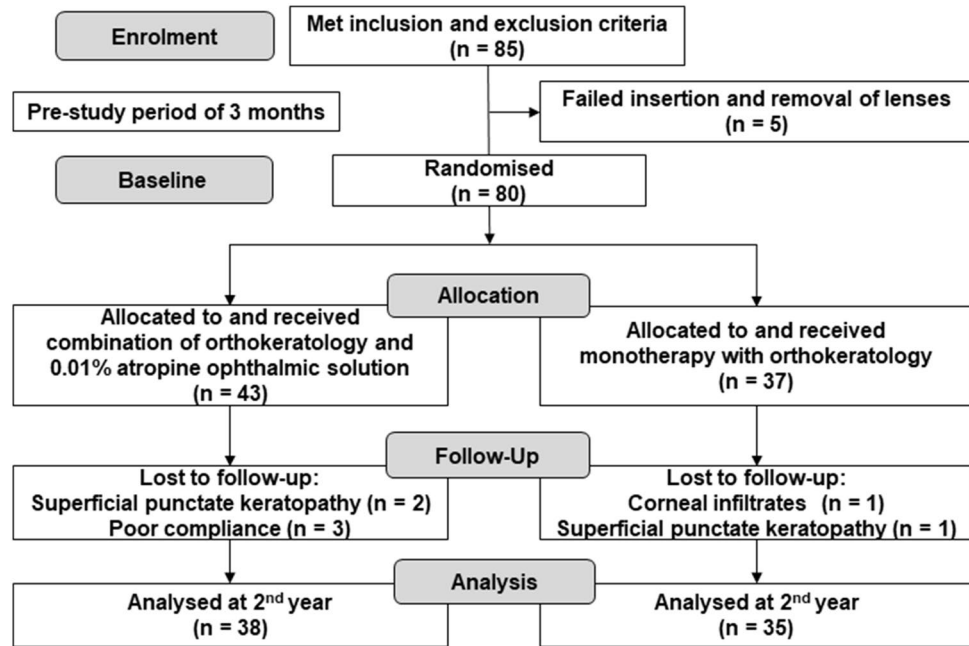 Enrolment
Met inclusion and exclusion criteria
(n = 85)
Pre-study period of 3 months
Failed insertion and removal of lenses
(n = 5)
Baseline
Randomised
(n = 80)
Allocation
Allocated to and received
combination of orthokeratology and
0.01% atropine ophthalmic solution
(n = 43)
Allocated to and received
monotherapy with orthokeratology
(n = 37)
Follow-Up
Lost to follow-up:
Superficial punctate keratopathy (n = 2)
Poor compliance (n = 3)
Lost to follow-up:
Corneal infiltrates (n = 1)
Superficial punctate keratopathy (n = 1)
Analysis
Analysed at 2nd year
(n = 38)
Analysed at 2nd year
(n = 35)